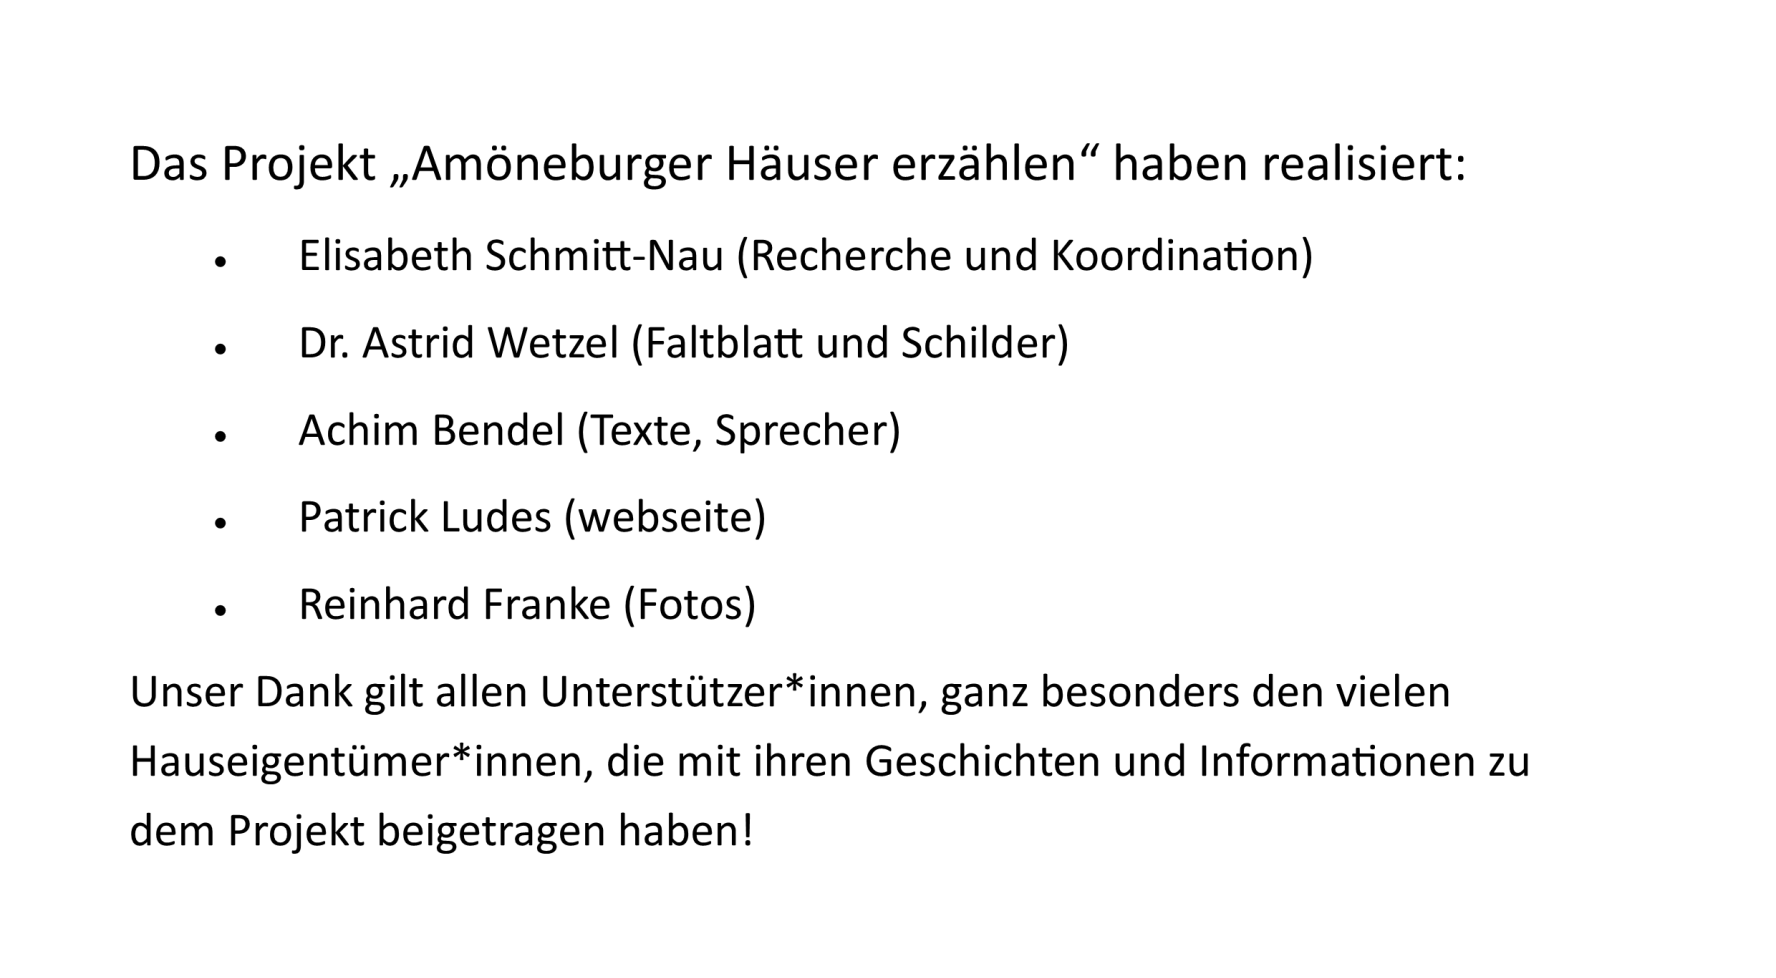 Das Projekt „Amöneburger Häuser erzählen“ haben realisiert:
• Elisabeth Schmitt-Nau (Recherche und Koordination)
• Dr. Astrid Wetzel (Faltblatt und Schilder)
• Achim Bendel (Texte, Sprecher)
• Patrick Ludes (webseite)
• Reinhard Franke (Fotos)
Unser Dank gilt allen Unterstützer*innen, ganz besonders den vielen
Hauseigentümer*innen, die mit ihren Geschichten und Informationen zu
dem Projekt beigetragen haben!